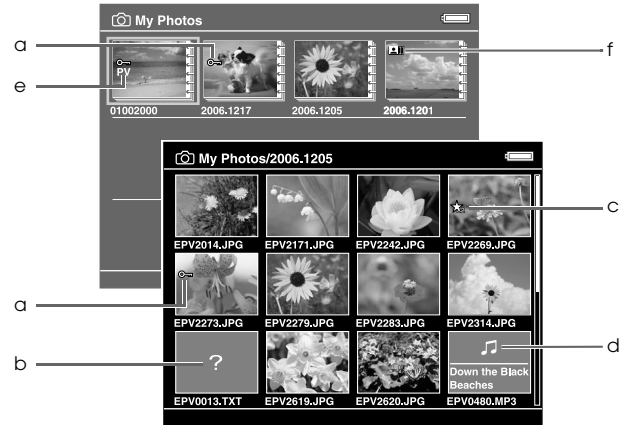 My Photos
a
f
PV
e
01002000 2006.1217 2006.1205 2006.1201
My Photos/2006.1205
c
EPV2014.JPG EPV2171.JPG EPV2242.JPG EPV2269.JPG
a
EPV2273.JPG EPV2279.JPG EPV2283.JPG EPV2314.JPG
b
?
d
Down the Black
Beaches
EPV0013.TXT EPV2619.JPG EPV2620.JPG EPV0480.MP3